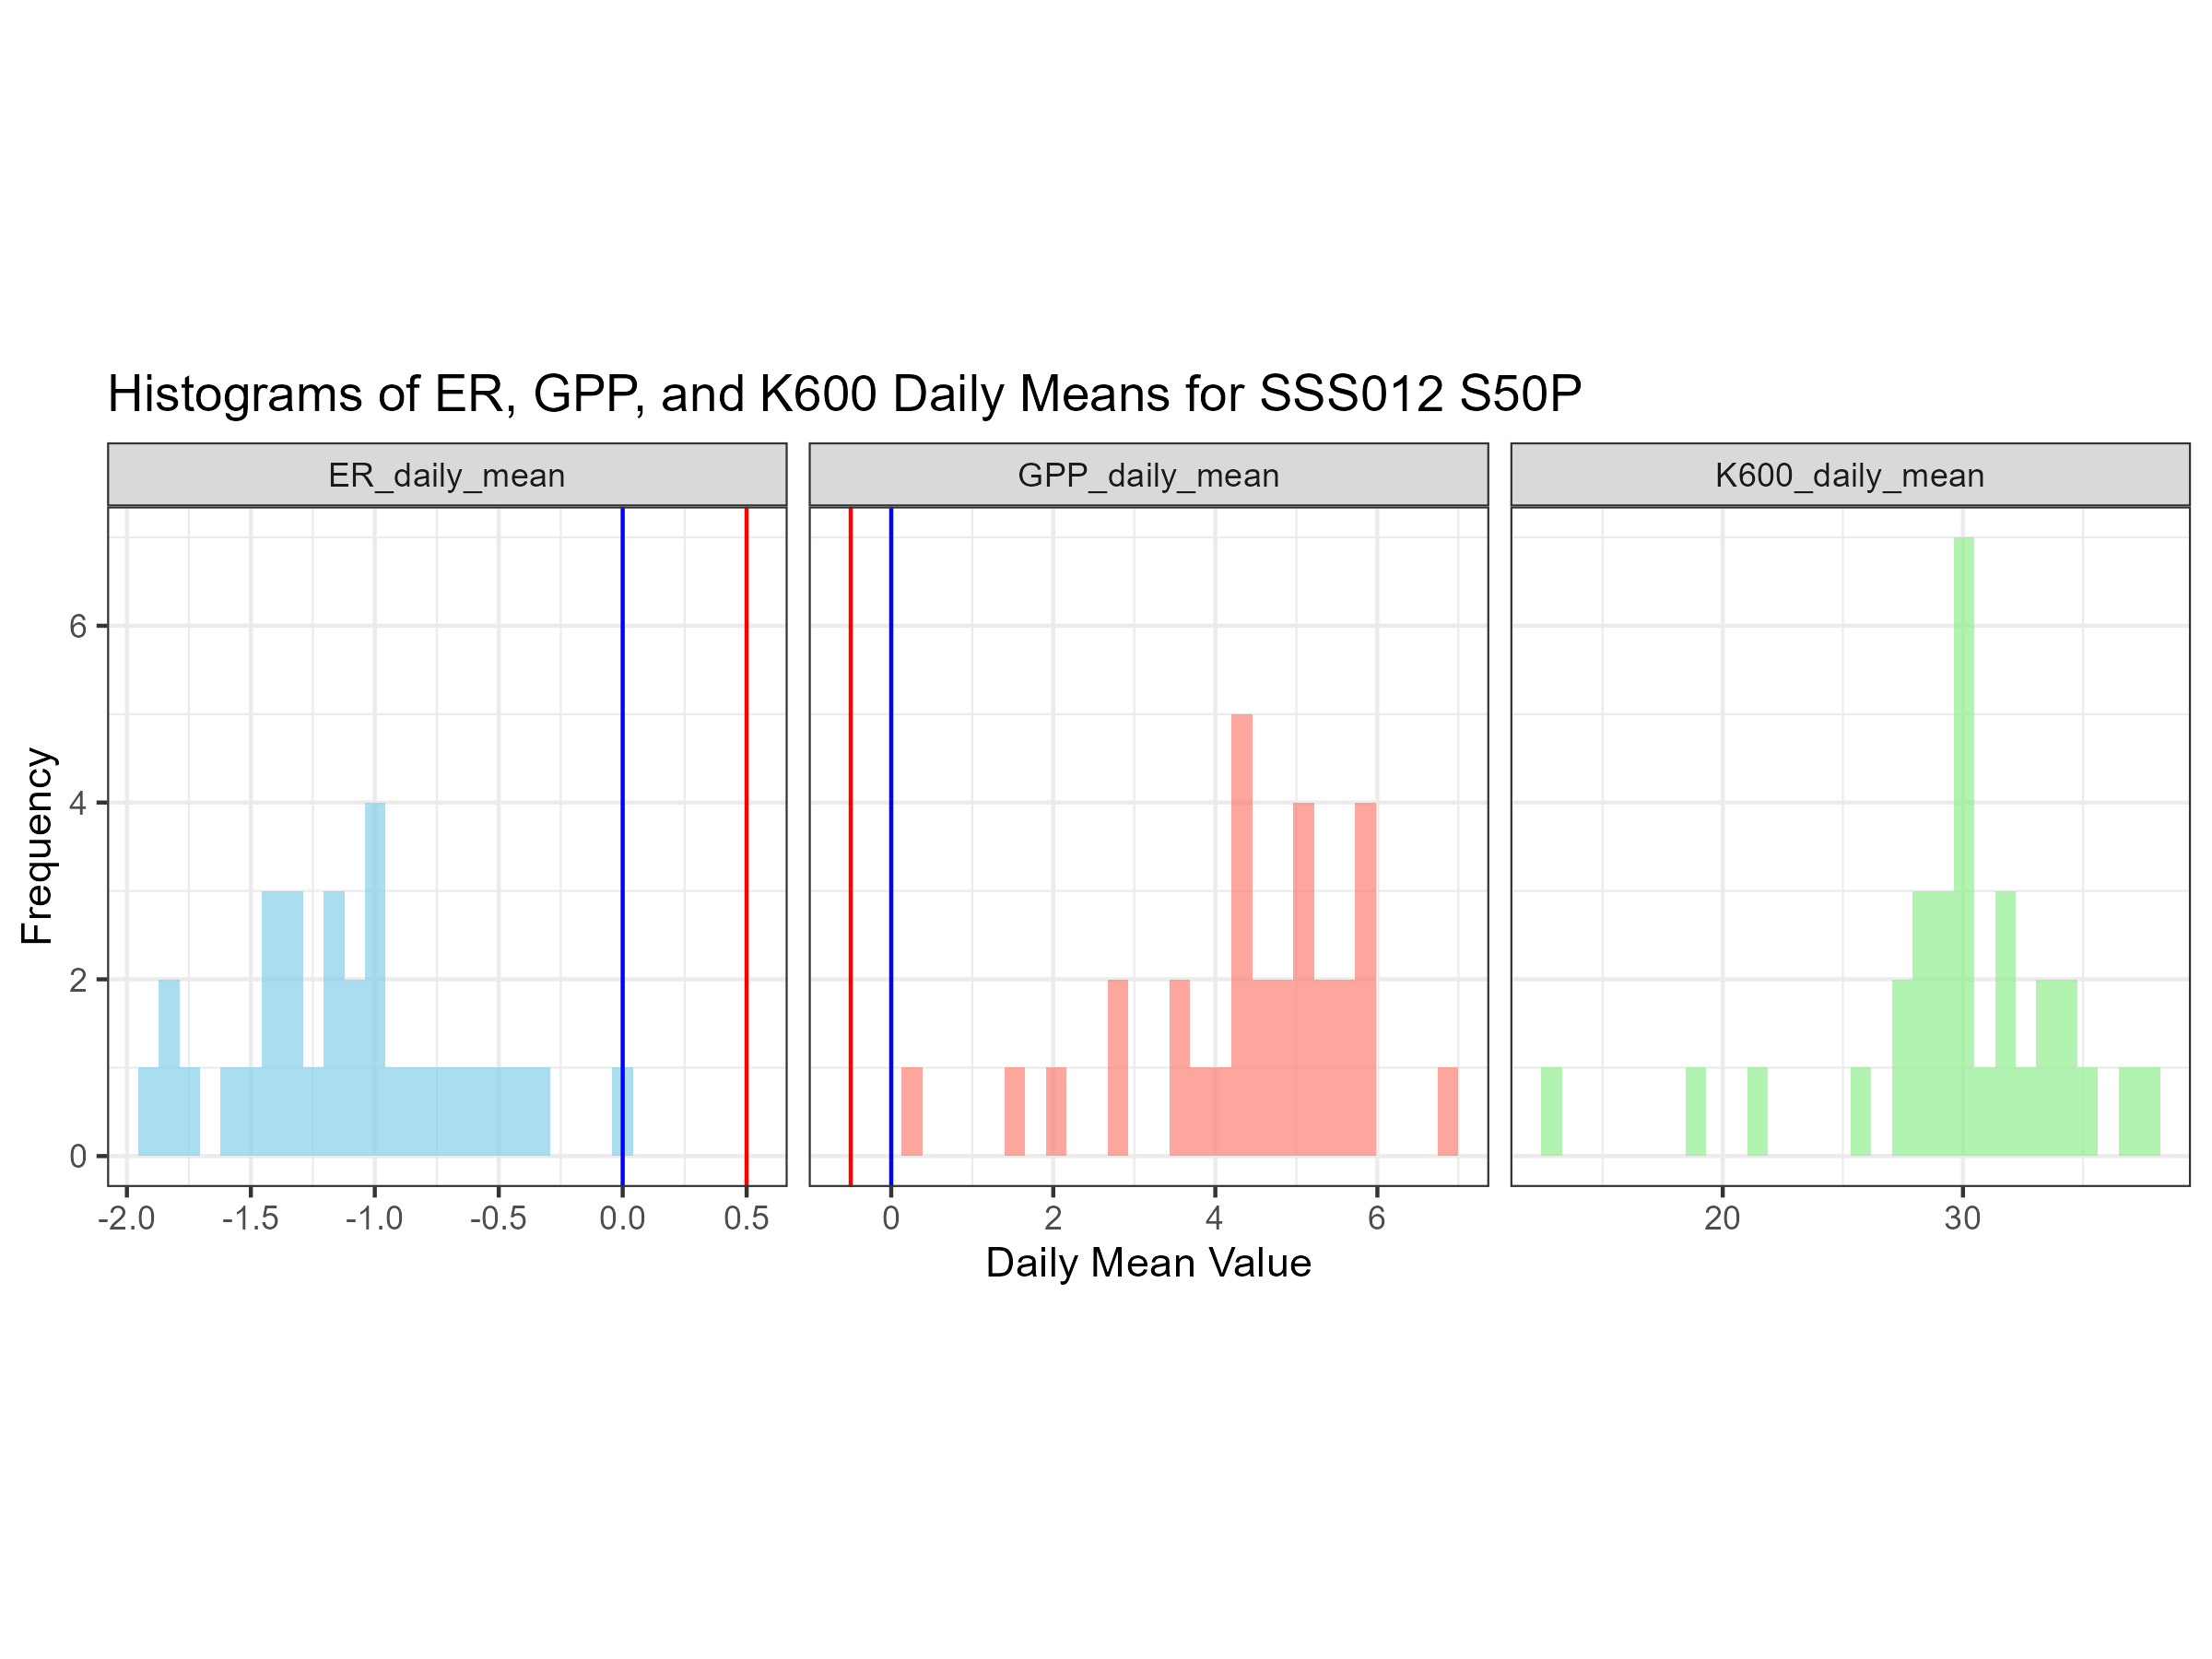 Histograms of ER, GPP, and K600 Daily Means for SSS012 S50P
ER_daily_mean GPP_daily_mean K600_daily_mean
Frequency
6
4
2
0
-2.0 -1.5 -1.0 -0.5 0.0 0.5 0 2 4 6 20 30
Daily Mean Value